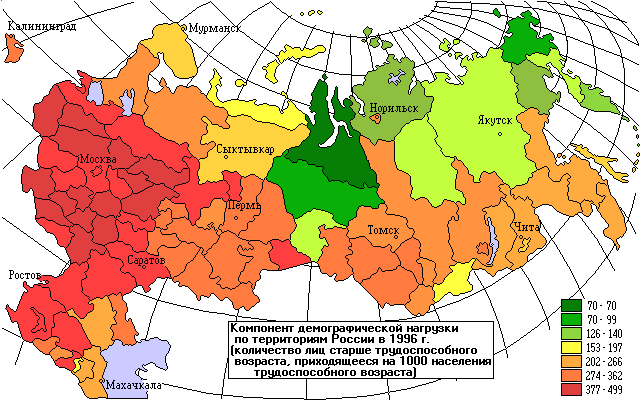 Калининград
Мурманск
Норильск
Якутск
Сыктывкар
Москва
Пермь
Чита
Томск
Саратов
Ростов
Махачкала
Компонент демографической нагрузки
по территориям России в 1996 г.
(количество лиц старше трудоспособного
возраста, приходящееся на 1000 населения
трудоспособного возраста)
70 - 70
70 - 99
126 - 140
153 - 197
202 - 266
274 - 362
377 - 499